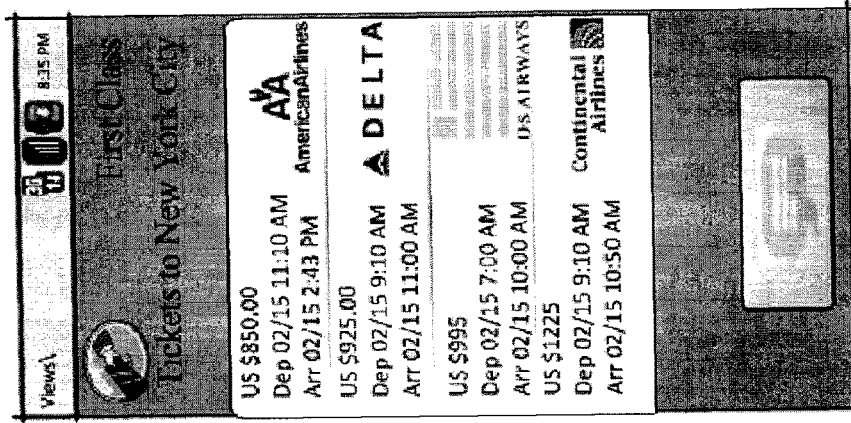 Views\
8:35 PM
First Class
Tickets to New York City
US $850.00
Dep 02/15 11:10 AM
Arr 02/15 2:43 PM
AA
AmericanAirlines
US $925.00
Dep 02/15 9:10 AM
Arr 02/15 11:00 AM
DELTA
US $995
Dep 02/15 7:00 AM
Arr 02/15 10:00 AM
U·S AIRWAYS
US $1225
Dep 02/15 9:10 AM
Arr 02/15 10:50 AM
Continental
Airlines